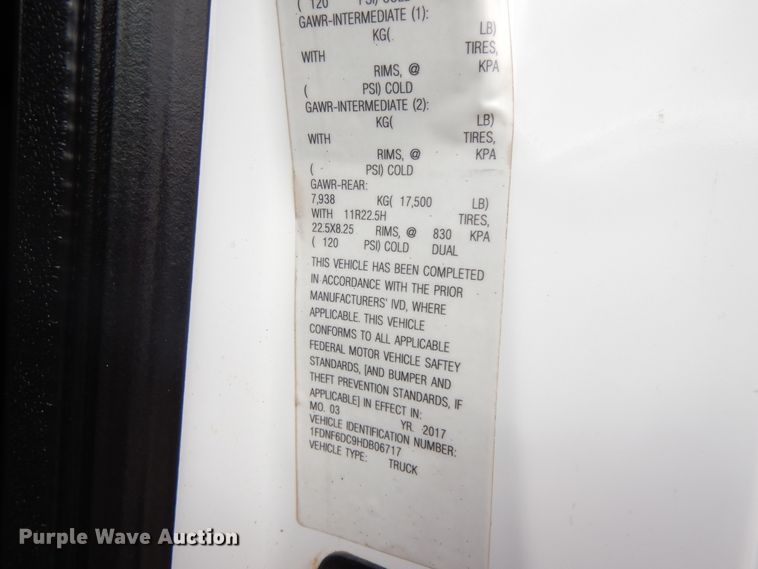 ( 120 PSI) COLD
GAWR-INTERMEDIATE (1):
KG( LB)
WITH TIRES,
RIMS, @ KPA
( PSI) COLD
GAWR-INTERMEDIATE (2):
KG( LB)
WITH TIRES,
RIMS, @ KPA
( PSI) COLD
GAWR-REAR:
7,938 KG( 17,500 LB)
WITH 11R22.5H TIRES,
22.5X8.25 RIMS, @ 830 KPA
( 120 PSI) COLD DUAL
THIS VEHICLE HAS BEEN COMPLETED
IN ACCORDANCE WITH THE PRIOR
MANUFACTURERS' IVD, WHERE
APPLICABLE. THIS VEHICLE
CONFORMS TO ALL APPLICABLE
FEDERAL MOTOR VEHICLE SAFTEY
STANDARDS, [AND BUMPER AND
THEFT PREVENTION STANDARDS, IF
APPLICABLE] IN EFFECT IN:
MO. 03 YR. 2017
VEHICLE IDENTIFICATION NUMBER:
1FDNF6DC9HDB06717
VEHICLE TYPE: TRUCK
Purple Wave Auction®